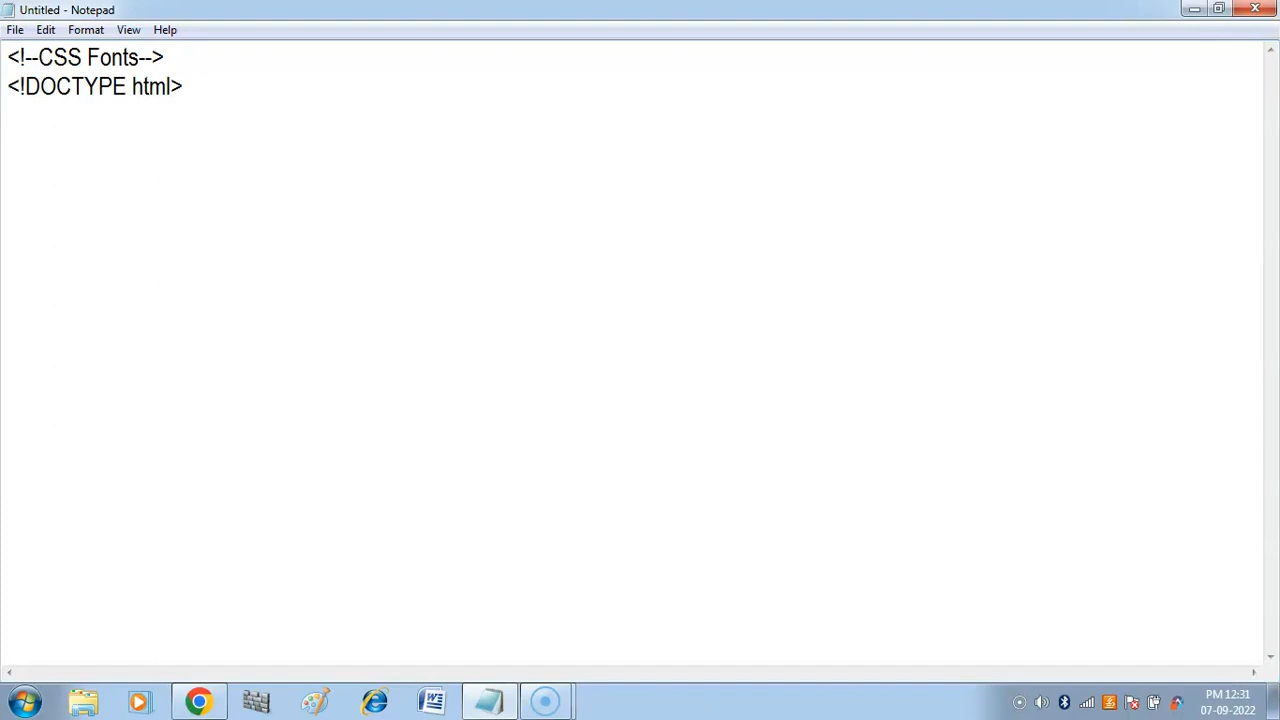 Untitled - Notepad
File Edit Format View Help
<!--CSS Fonts-->
<!DOCTYPE html>
PM 12:31
07-09-2022